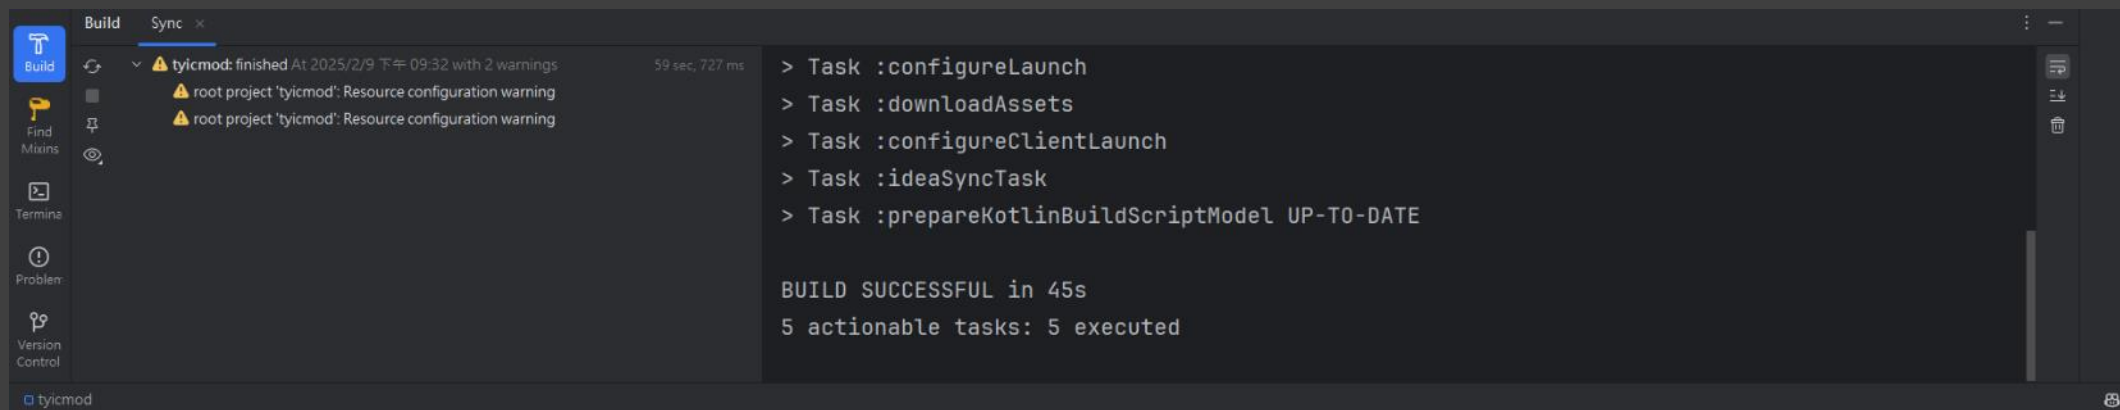 Build Sync
Build
tyicmod: finished At 2025/2/9 下午 09:32 with 2 warnings 59 sec, 727 ms
root project 'tyicmod': Resource configuration warning
root project 'tyicmod': Resource configuration warning
Find
Mixins
Termina
Problem
Version
Control
> Task :configureLaunch
> Task :downloadAssets
> Task :configureClientLaunch
> Task :ideaSyncTask
> Task :prepareKotlinBuildScriptModel UP-TO-DATE
BUILD SUCCESSFUL in 45s
5 actionable tasks: 5 executed
tyicmod